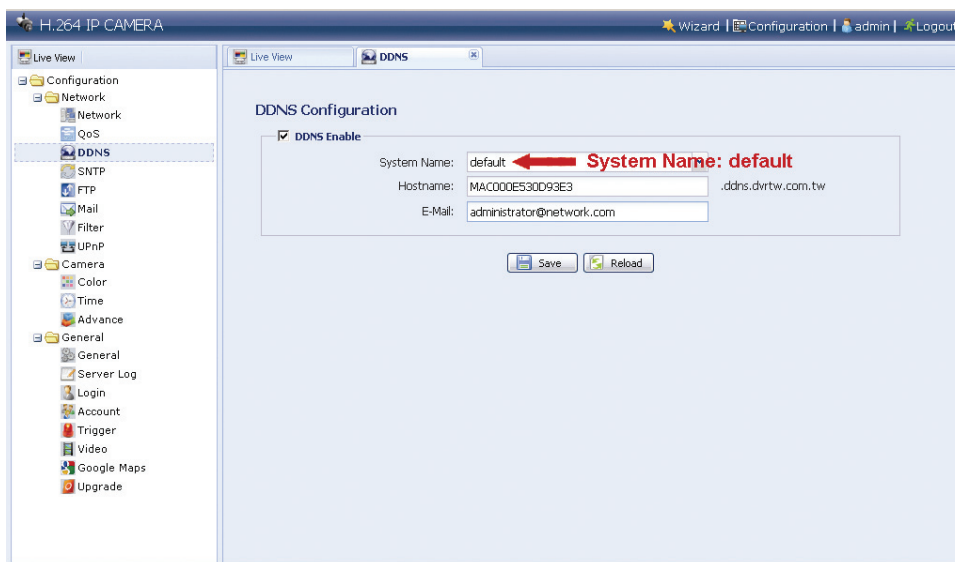 H.264 IP CAMERA
Wizard | Configuration | admin | Logout
Live View
Live View
DDNS
Configuration
Network
Network
QoS
DDNS
SNTP
FTP
Mail
Filter
UPnP
Camera
Color
Time
Advance
General
General
Server Log
Login
Account
Trigger
Video
Google Maps
Upgrade
DDNS Configuration
DDNS Enable
System Name: default System Name: default
Hostname: MAC000E530D93E3 .ddns.dvrtw.com.tw
E-Mail: administrator@network.com
Save Reload